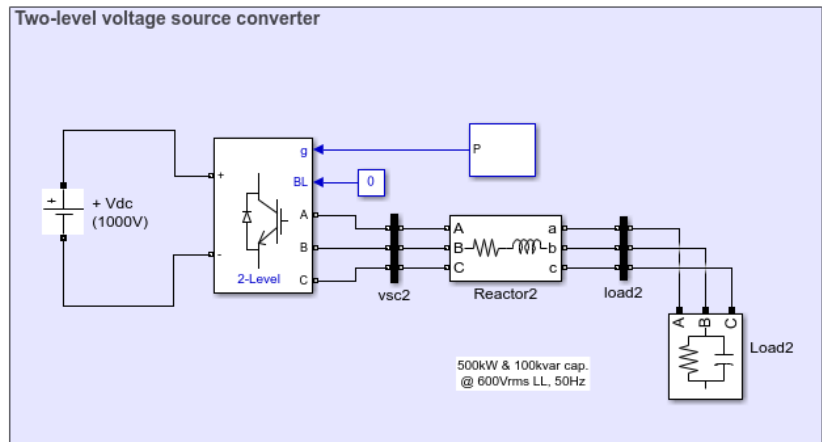 Two-level voltage source converter
g
P
+
BL
0
+
+ Vdc
(1000V)
A
A
a
B
B
b
-
C
C
c
2-Level
vsc2
Reactor2
load2
A
B
C
Load2
500kW & 100kvar cap.
@ 600Vrms LL, 50Hz